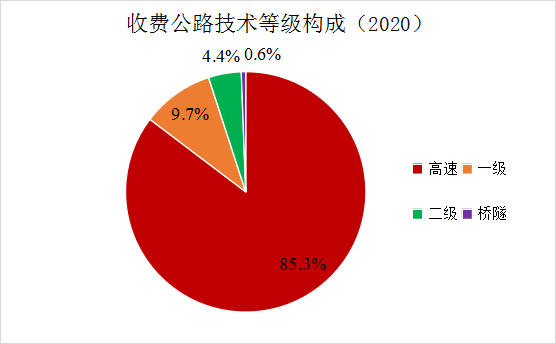 收费公路技术等级构成（2020）
4.4%
0.6%
9.7%
高速 一级
二级 桥隧
85.3%